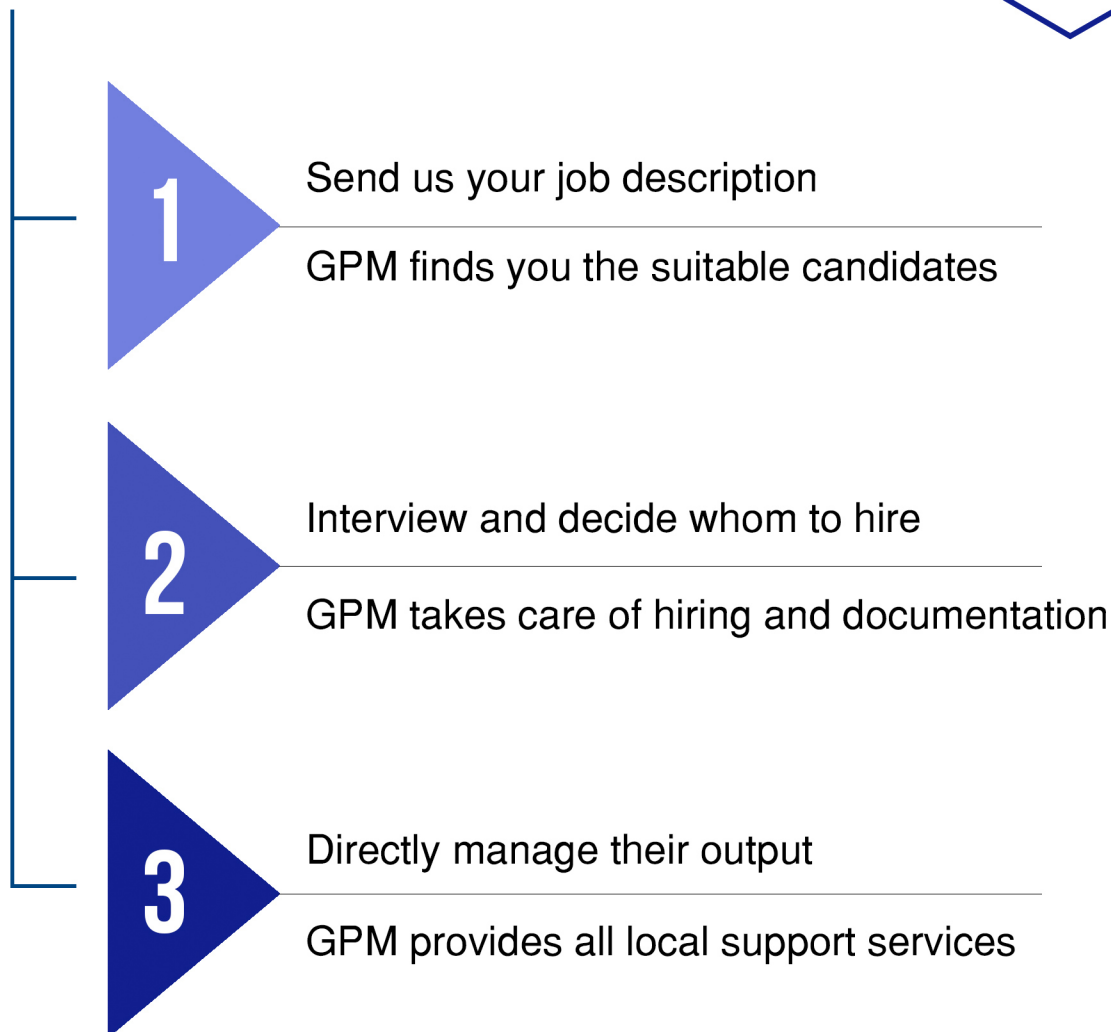 1
Send us your job description
GPM finds you the suitable candidates
2
Interview and decide whom to hire
GPM takes care of hiring and documentation
3
Directly manage their output
GPM provides all local support services